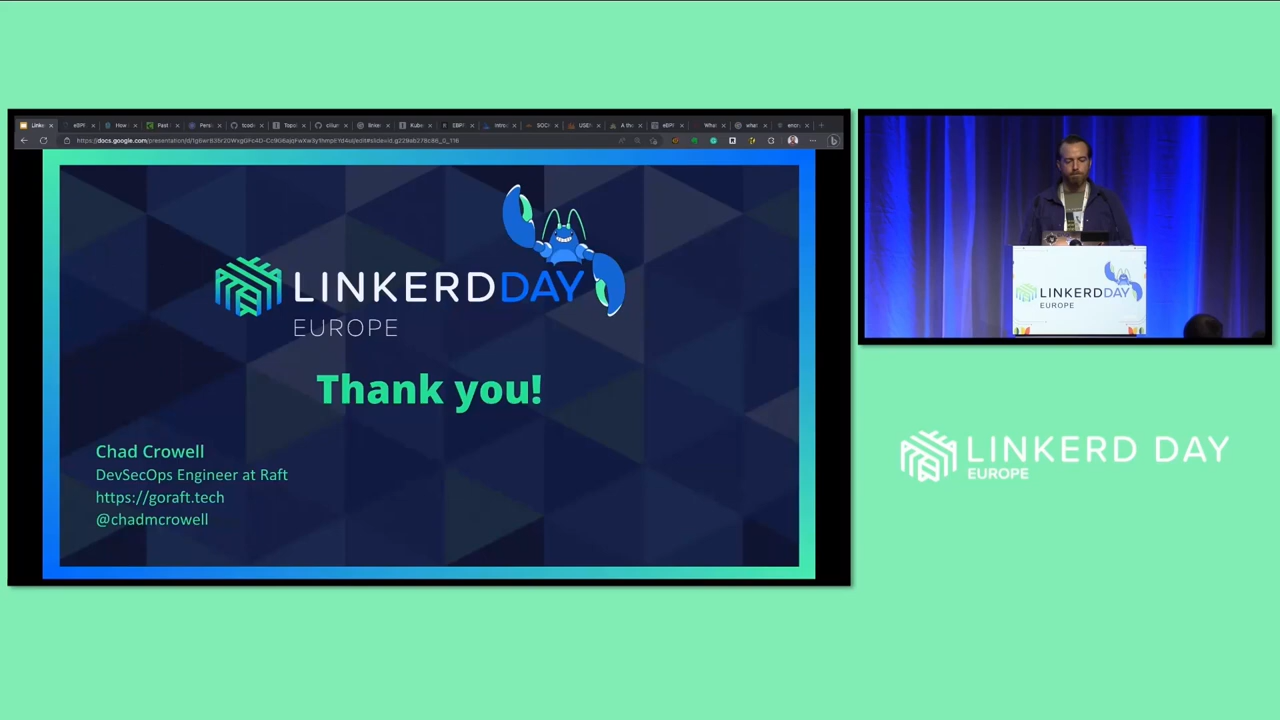 LINKERD DAY
EUROPE
Thank you!
Chad Crowell
DevSecOps Engineer at Raft
https://goraft.tech
@chadmcrowell
LINKERD DAY
EUROPE
LINKERD DAY
EUROPE